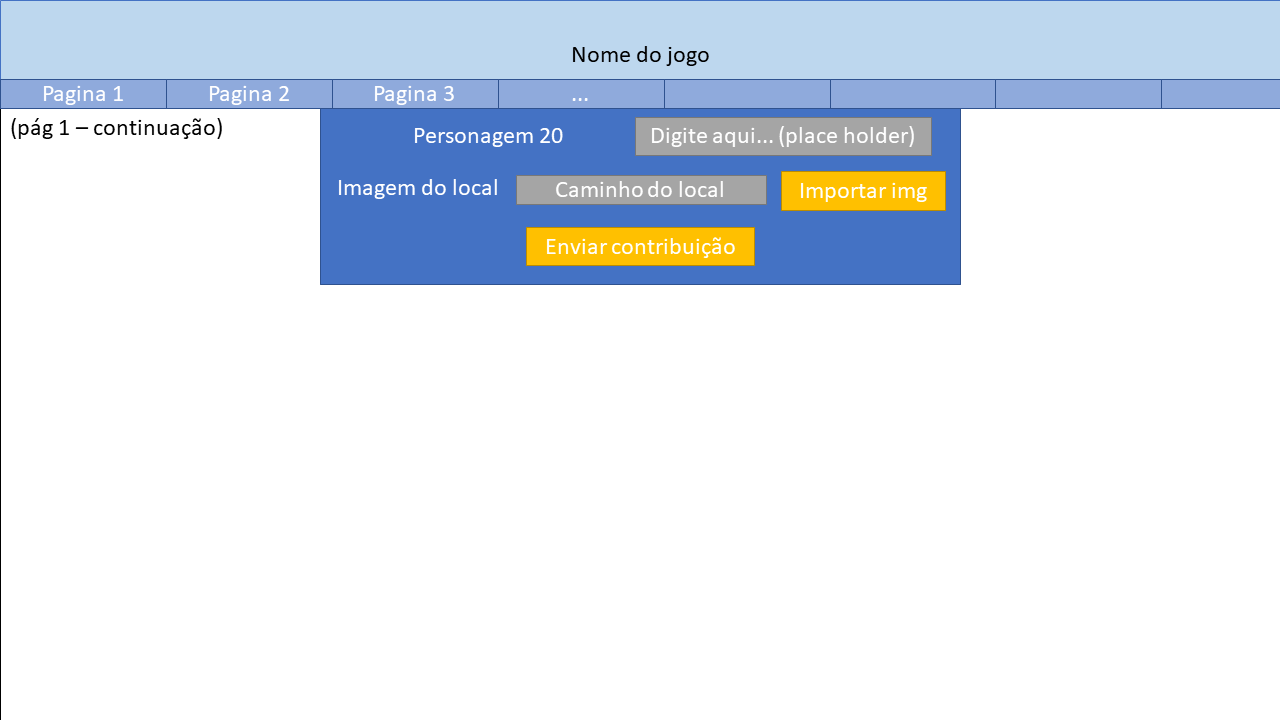 Nome do jogo
Pagina 1 Pagina 2 Pagina 3 ...
(pág 1 – continuação)
Personagem 20 Digite aqui... (place holder)
Imagem do local Caminho do local Importar img
Enviar contribuição